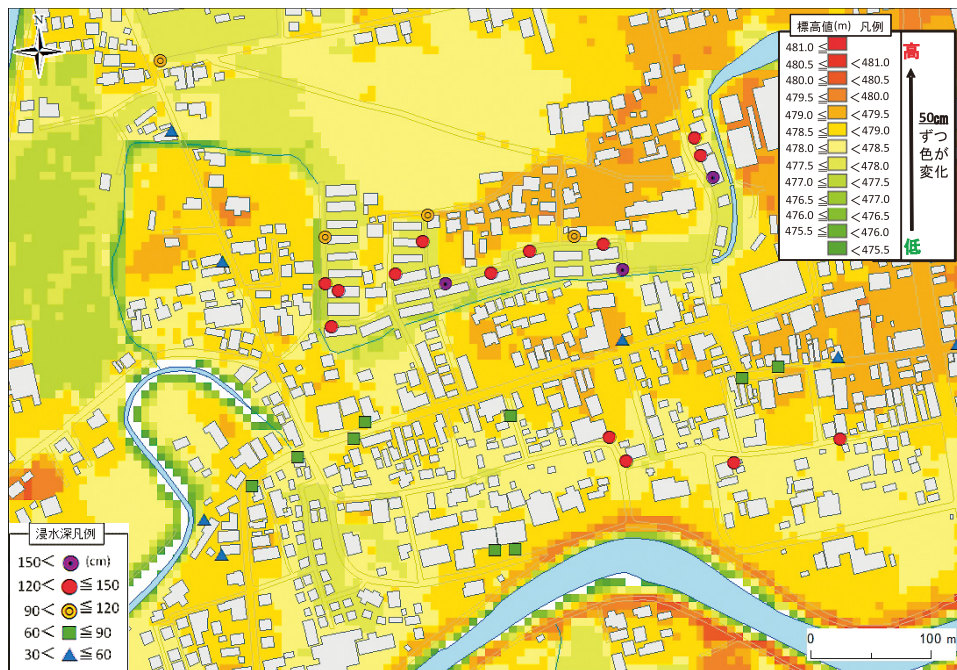 N
標高値(m) 凡例
481.0 ≦
480.5 ≦ <481.0
480.0 ≦ <480.5
479.5 ≦ <480.0
479.0 ≦ <479.5
478.5 ≦ <479.0
478.0 ≦ <478.5
477.5 ≦ <478.0
477.0 ≦ <477.5
476.5 ≦ <477.0
476.0 ≦ <476.5
475.5 ≦ <476.0
<475.5
高
50cm
ずつ
色が
変化
低
浸水深凡例
150< (cm)
120< ≦150
90< ≦120
60< ≦90
30< ≦60
0 100 m